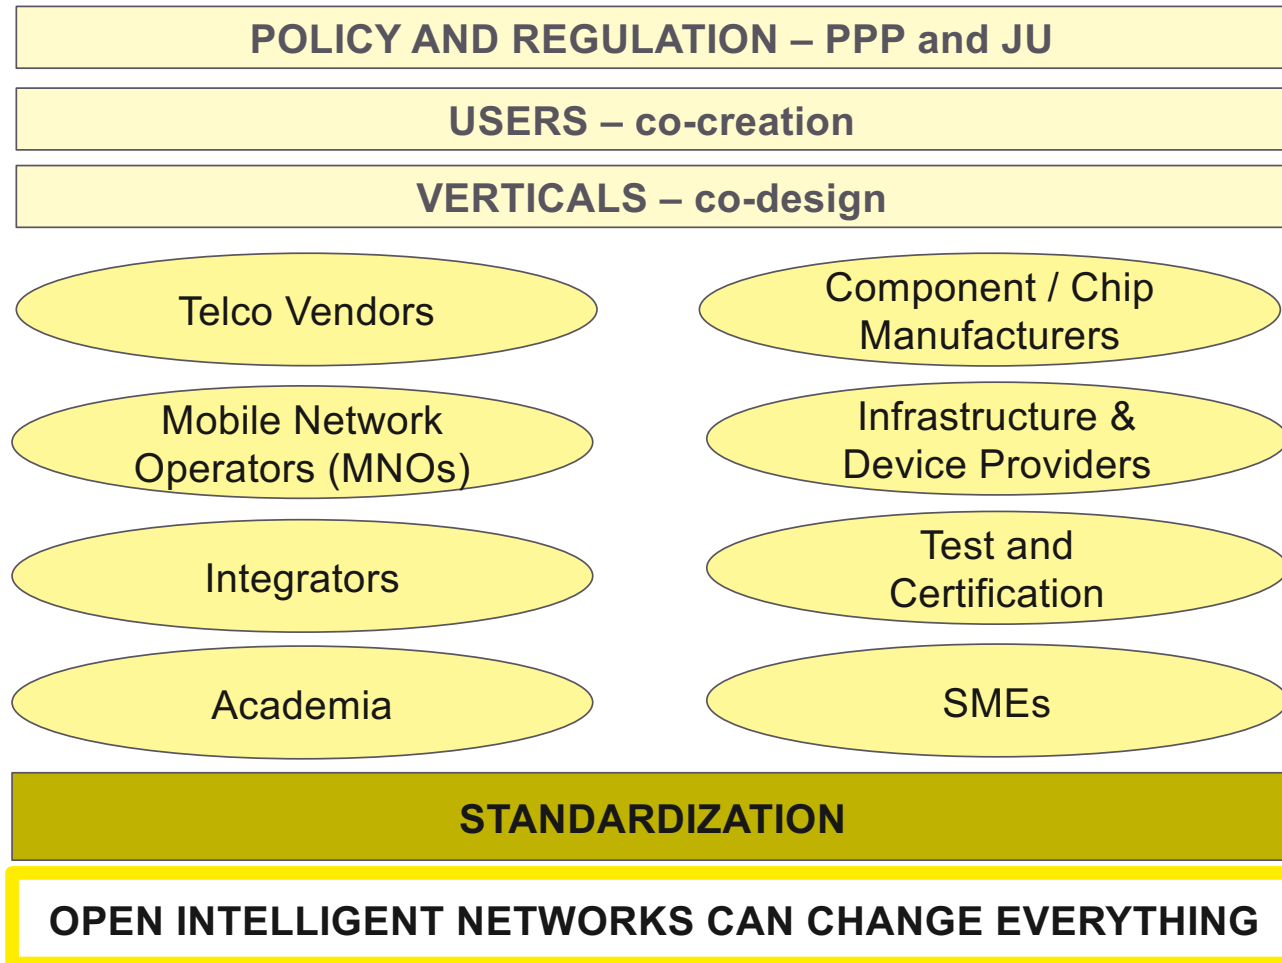 POLICY AND REGULATION – PPP and JU
USERS – co-creation
VERTICALS – co-design
Telco Vendors
Component / Chip
Manufacturers
Mobile Network
Operators (MNOs)
Infrastructure &
Device Providers
Integrators
Test and
Certification
Academia
SMEs
STANDARDIZATION
OPEN INTELLIGENT NETWORKS CAN CHANGE EVERYTHING